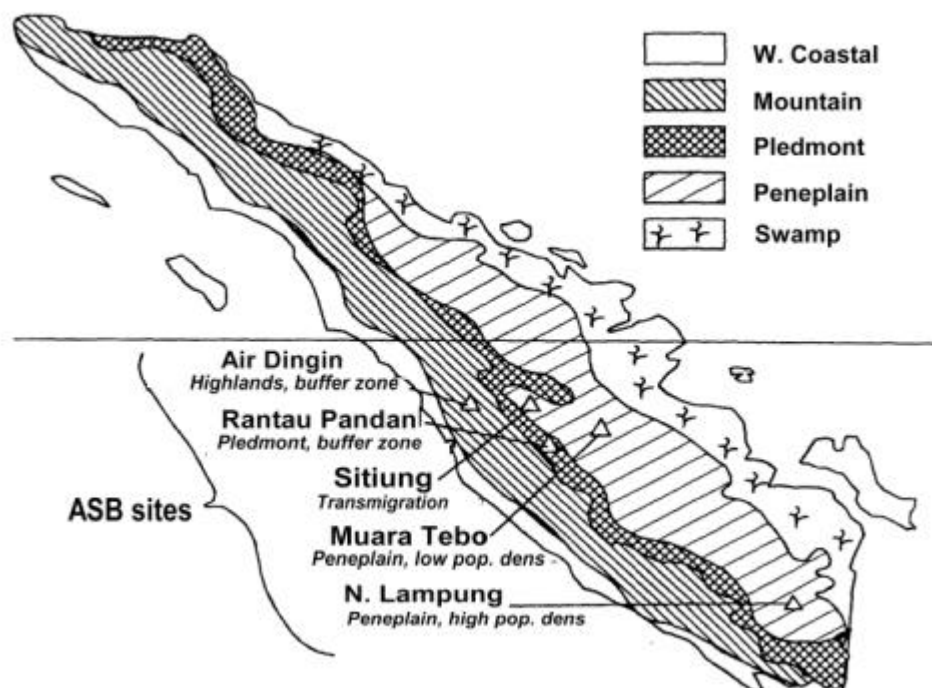 W. Coastal
Mountain
Pledmont
Peneplain
Swamp
Air Dingin
Highlands, buffer zone
Rantau Pandan
Pledmont, buffer zone
Sitiung
Transmigration
ASB sites
Muara Tebo
Peneplain, low pop. dens
N. Lampung
Peneplain, high pop. dens